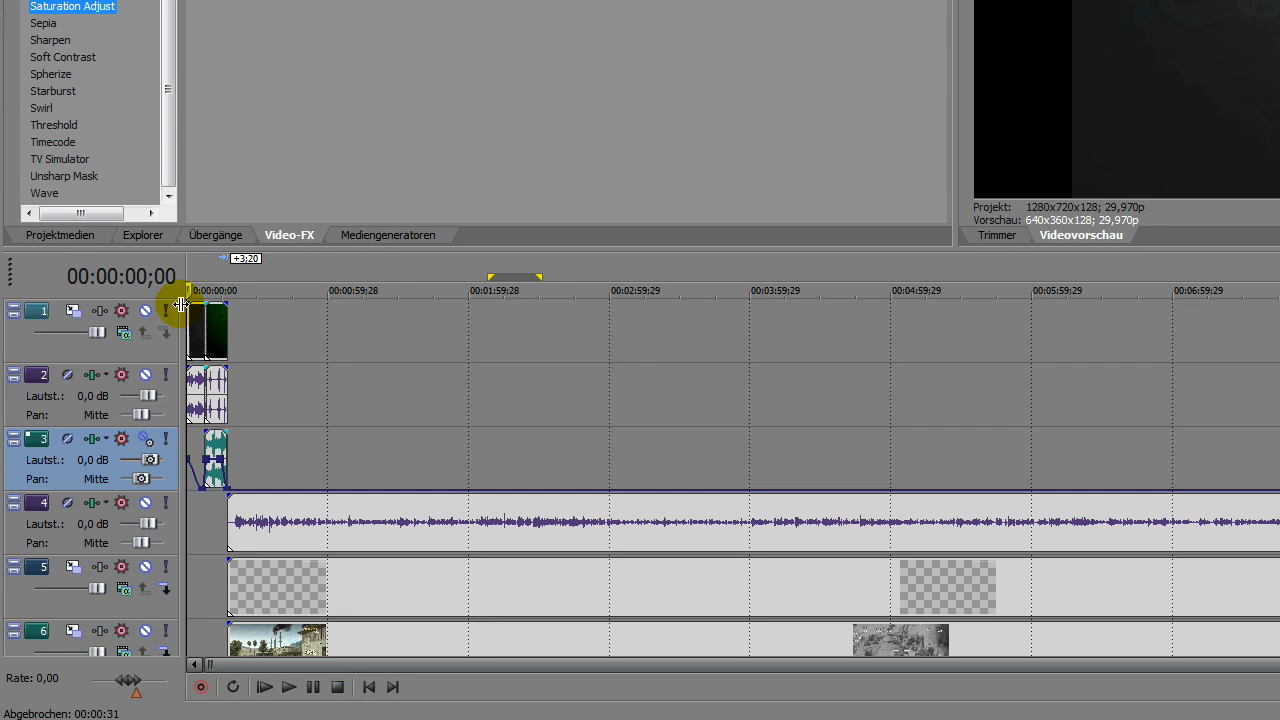 Saturation Adjust
Sepia
Sharpen
Soft Contrast
Spherize
Starburst
Swirl
Threshold
Timecode
TV Simulator
Unsharp Mask
Wave
Projekt: 1280x720x128; 29,970p
Vorschau: 640x360x128; 29,970p
Projektmedien Explorer Übergänge Video-FX Mediengeneratoren Trimmer Videovorschau
+3;20
00:00:00;00
0:00:00;00 00:00:59;28 00:01:59;28 00:02:59;29 00:03:59;29 00:04:59;29 00:05:59;29 00:06:59;29
1
2
Lautst.: 0,0 dB
Pan: Mitte
3
Lautst.: 0,0 dB
Pan: Mitte
4
Lautst.: 0,0 dB
Pan: Mitte
5
6
Rate: 0,00
Abgebrochen: 00:00:31